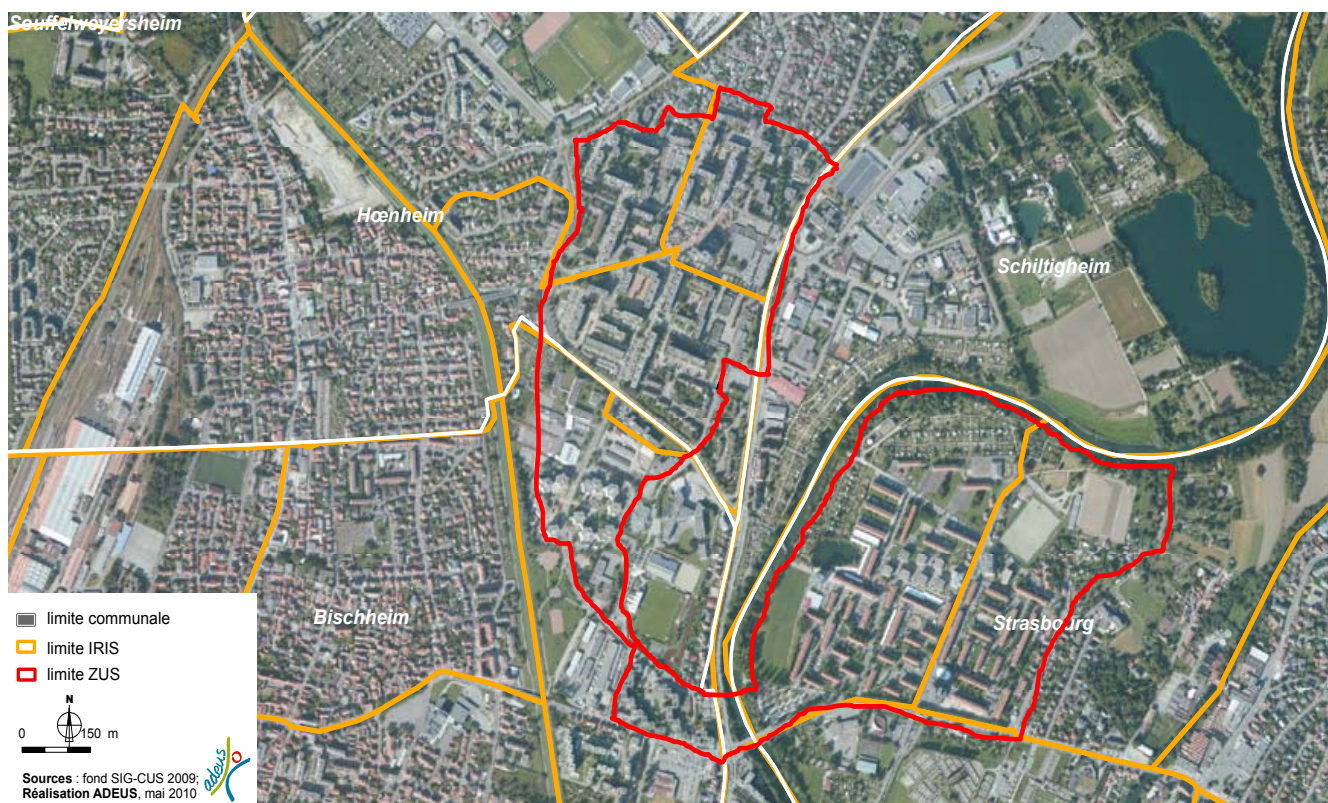 Souffelweyersheim
Hœnheim
Schiltigheim
Bischheim
Strasbourg
limite communale
limite IRIS
limite ZUS
N
0 150 m
Sources : fond SIG-CUS 2009;
Réalisation ADEUS, mai 2010
adeus